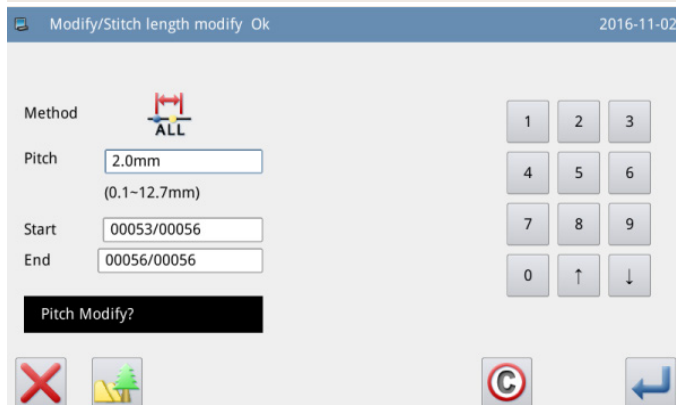 Modify/Stitch length modify Ok 2016-11-02
Method ALL
Pitch 2.0mm
(0.1~12.7mm)
Start 00053/00056
End 00056/00056
Pitch Modify?
1 2 3
4 5 6
7 8 9
0 ↑ ↓
C